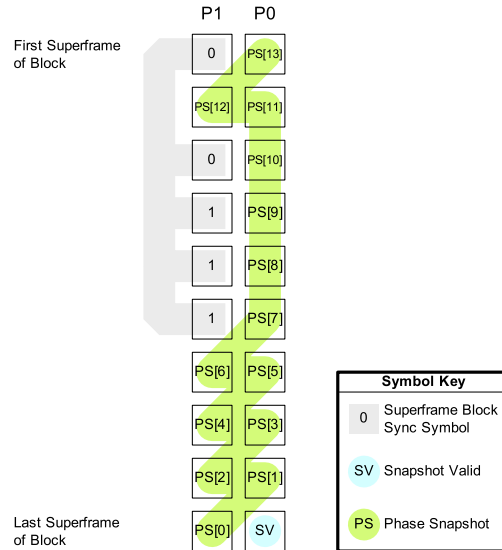 P1 P0
First Superframe
of Block
0 PS[13]
PS[12] PS[11]
0 PS[10]
1 PS[9]
1 PS[8]
1 PS[7]
PS[6] PS[5]
PS[4] PS[3]
PS[2] PS[1]
Last Superframe
of Block
PS[0] SV
Symbol Key
0 Superframe Block
Sync Symbol
SV Snapshot Valid
PS Phase Snapshot